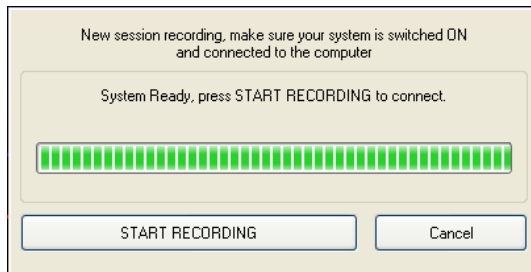 New session recording, make sure your system is switched ON
and connected to the computer
System Ready, press START RECORDING to connect.
START RECORDING
Cancel